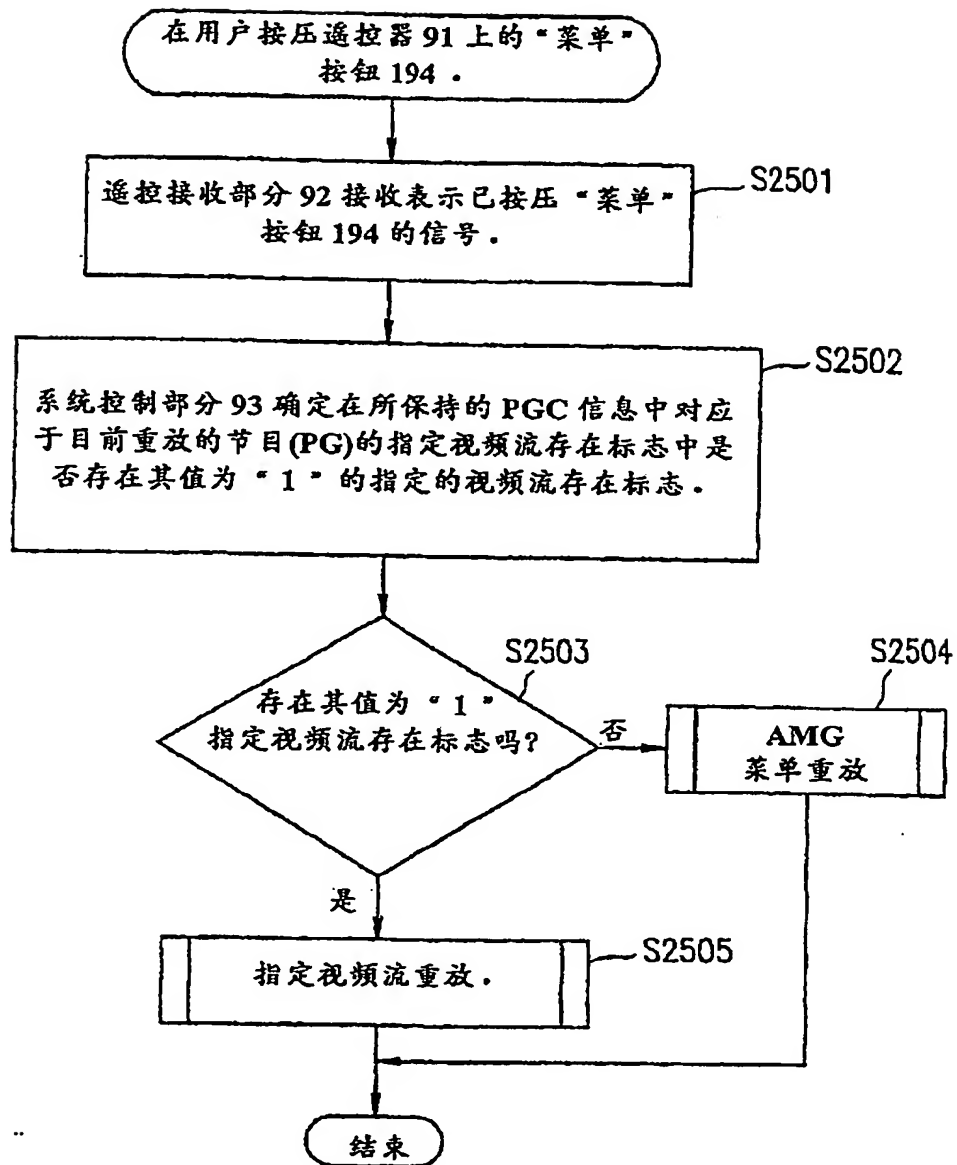 在用户按压遥控器 91 上的“菜单”
按钮 194 .
S2501
遥控接收部分 92 接收表示已按压“菜单”
按钮 194 的信号 .
S2502
系统控制部分 93 确定在所保持的 PGC 信息中对应
于目前重放的节目(PG)的指定视频流存在标志中是
否存在其值为“1”的指定的视频流存在标志 .
S2503
存在其值为“1”
指定视频流存在标志吗?
否
S2504
AMG
菜单重放
是
S2505
指定视频流重放 .
结束